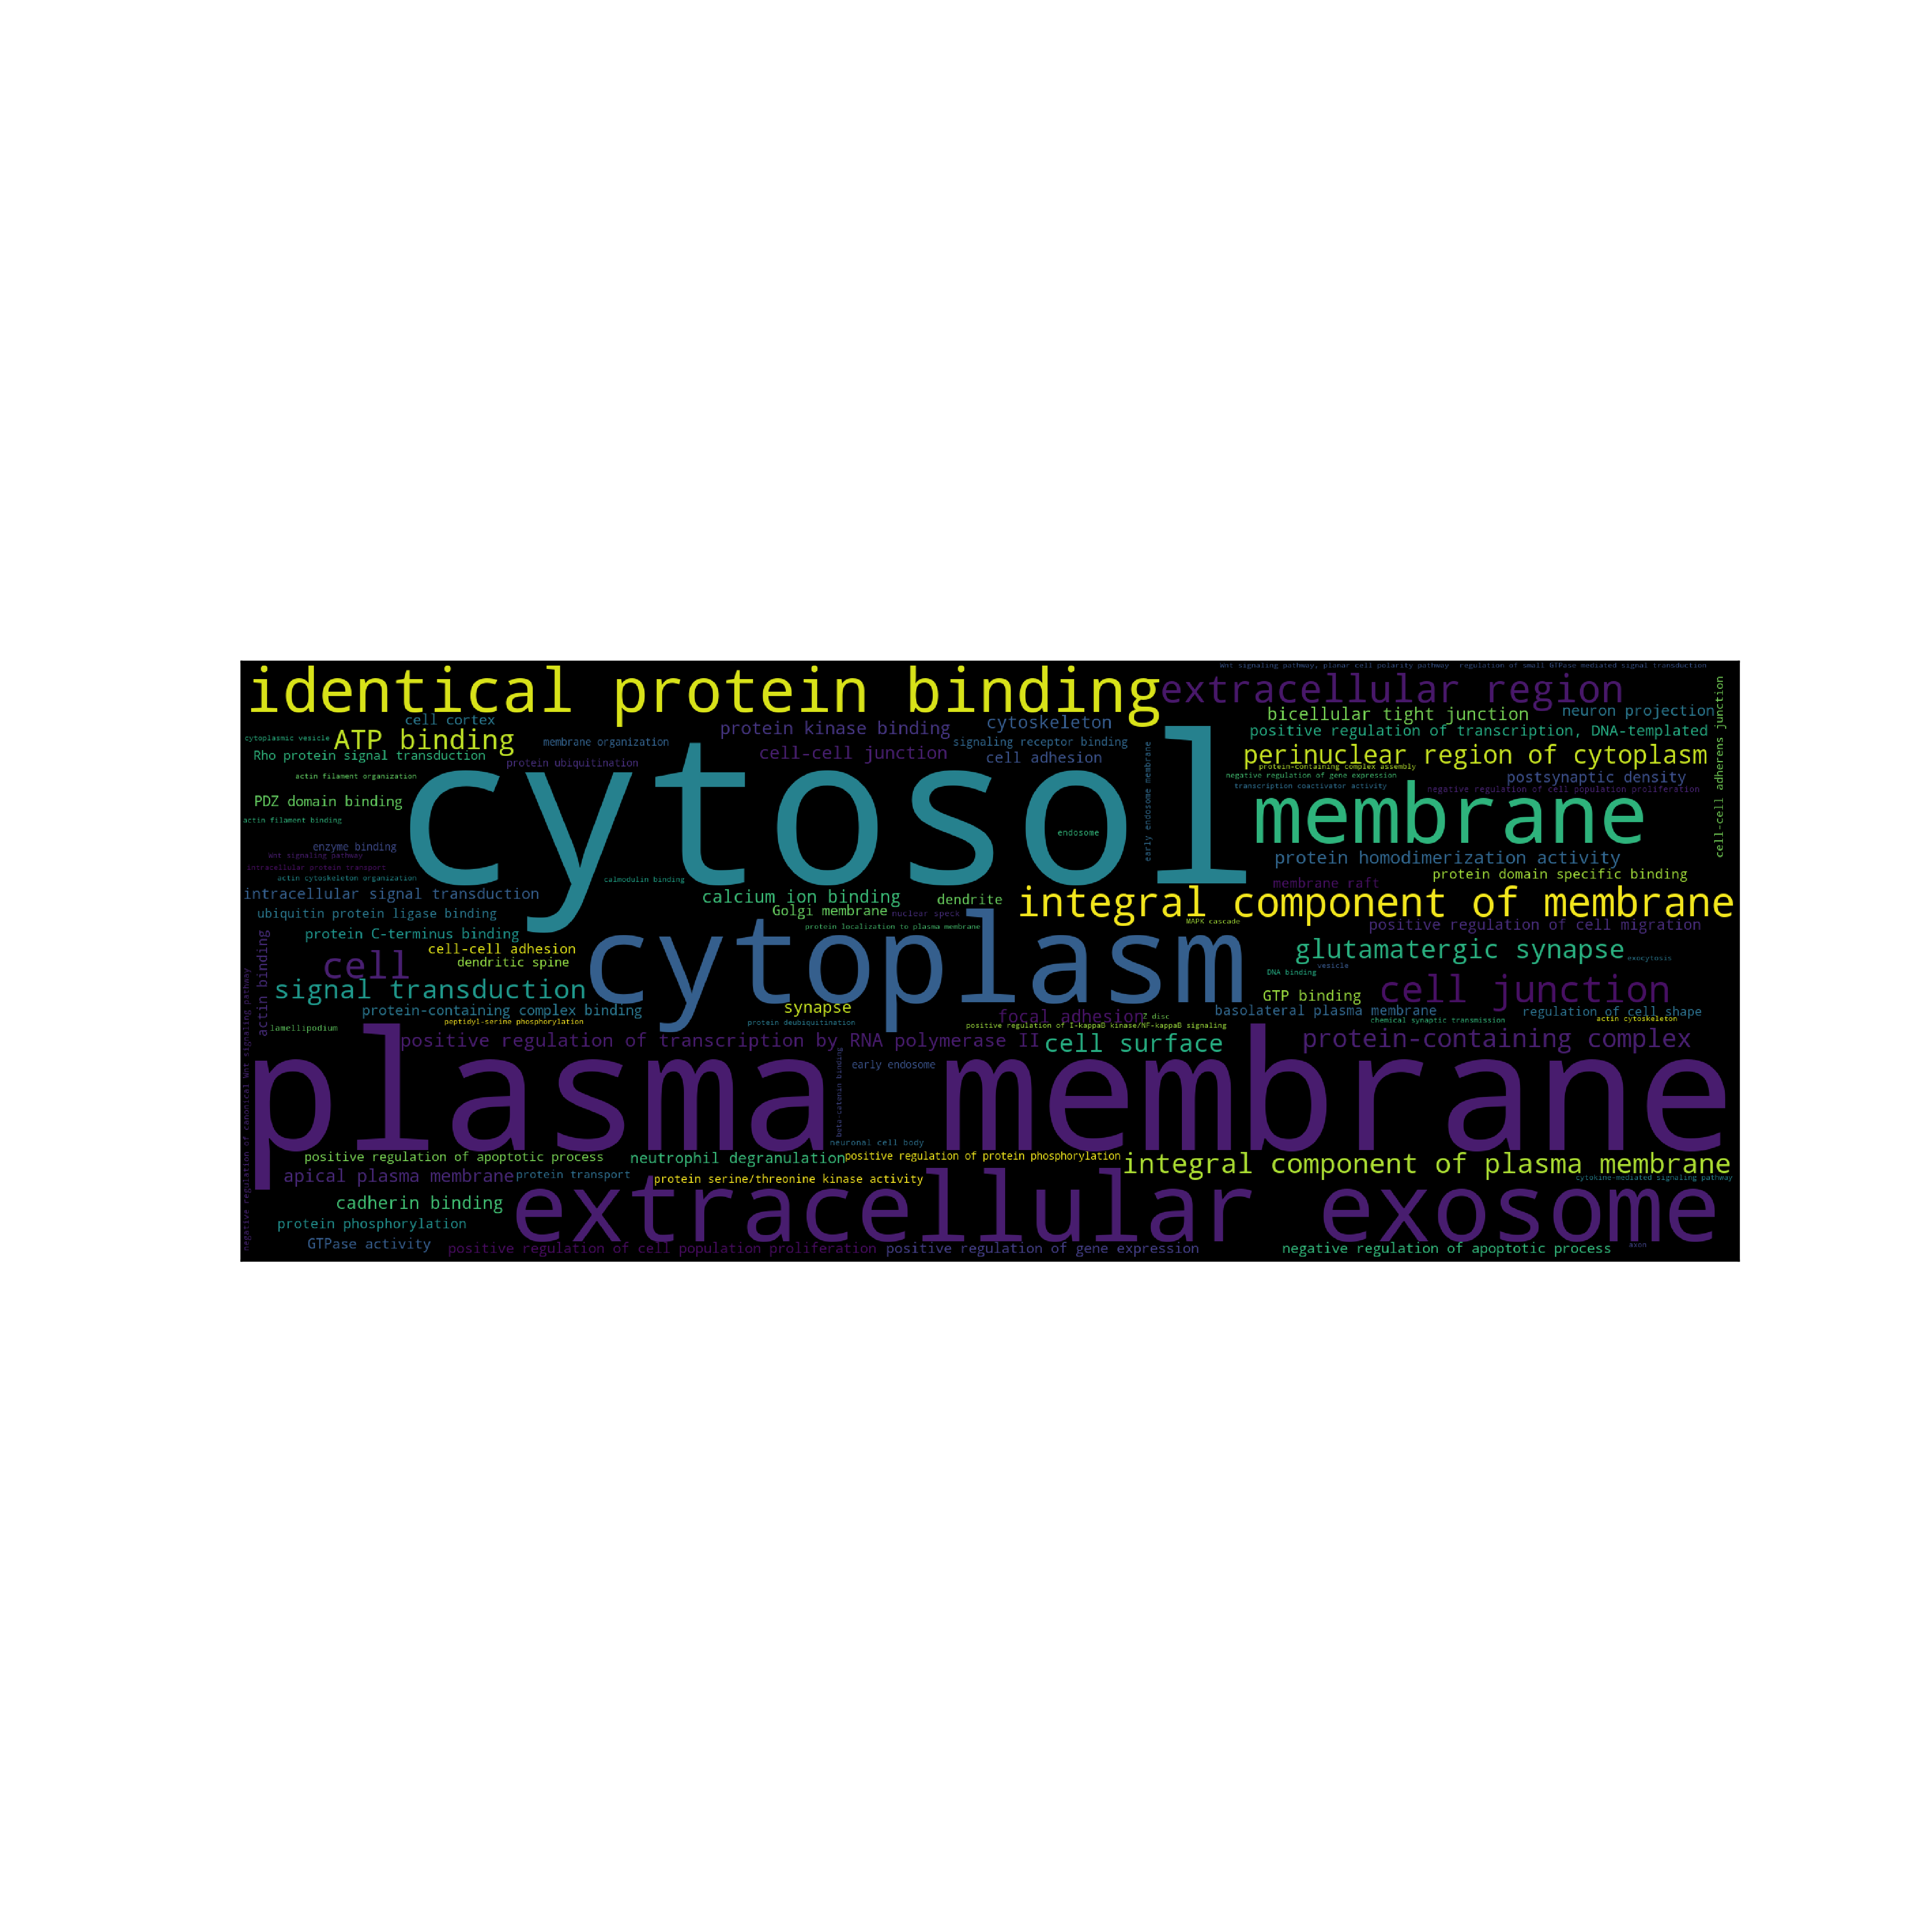 Wnt signaling pathway, planar cell polarity pathway
regulation of small GTPase mediated signal transduction
identical protein binding
extracellular region
cell cortex
protein kinase binding
cytoskeleton
bicellular tight junction
neuron projection
cytoplasmic vesicle
ATP binding
membrane organization
signaling receptor binding
positive regulation of transcription, DNA-templated
Rho protein signal transduction
protein ubiquitination
cell-cell junction
cell adhesion
perinuclear region of cytoplasm
cell-cell adherens junction
actin filament organization
cytosol
early endosome membrane
protein-containing complex assembly
negative regulation of gene expression
postsynaptic density
transcription coactivator activity
negative regulation of cell population proliferation
PDZ domain binding
membrane
actin filament binding
endosome
enzyme binding
Wnt signaling pathway
protein homodimerization activity
intracellular protein transport
actin cytoskeleton organization
calmodulin binding
membrane raft
protein domain specific binding
intracellular signal transduction
calcium ion binding
dendrite
integral component of membrane
ubiquitin protein ligase binding
Golgi membrane
nuclear speck
MAPK cascade
protein C-terminus binding
protein localization to plasma membrane
positive regulation of cell migration
actin binding
cell-cell adhesion
cytoplasm
glutamatergic synapse
cell
dendritic spine
exocytosis
vesicle
DNA binding
signal transduction
GTP binding
cell junction
protein-containing complex binding
synapse
basolateral plasma membrane
regulation of cell shape
peptidyl-serine phosphorylation
protein deubiquitination
focal adhesion
Z disc
chemical synaptic transmission
actin cytoskeleton
lamellipodium
positive regulation of I-kappaB kinase/NF-kappaB signaling
negative regulation of canonical Wnt signaling pathway
positive regulation of transcription by RNA polymerase II
cell surface
protein-containing complex
beta-catenin binding
early endosome
plasma membrane
neuronal cell body
positive regulation of apoptotic process
neutrophil degranulation
positive regulation of protein phosphorylation
integral component of plasma membrane
apical plasma membrane
protein transport
protein serine/threonine kinase activity
cytokine-mediated signaling pathway
cadherin binding
extracellular exosome
protein phosphorylation
GTPase activity
positive regulation of cell population proliferation
positive regulation of gene expression
negative regulation of apoptotic process
axon